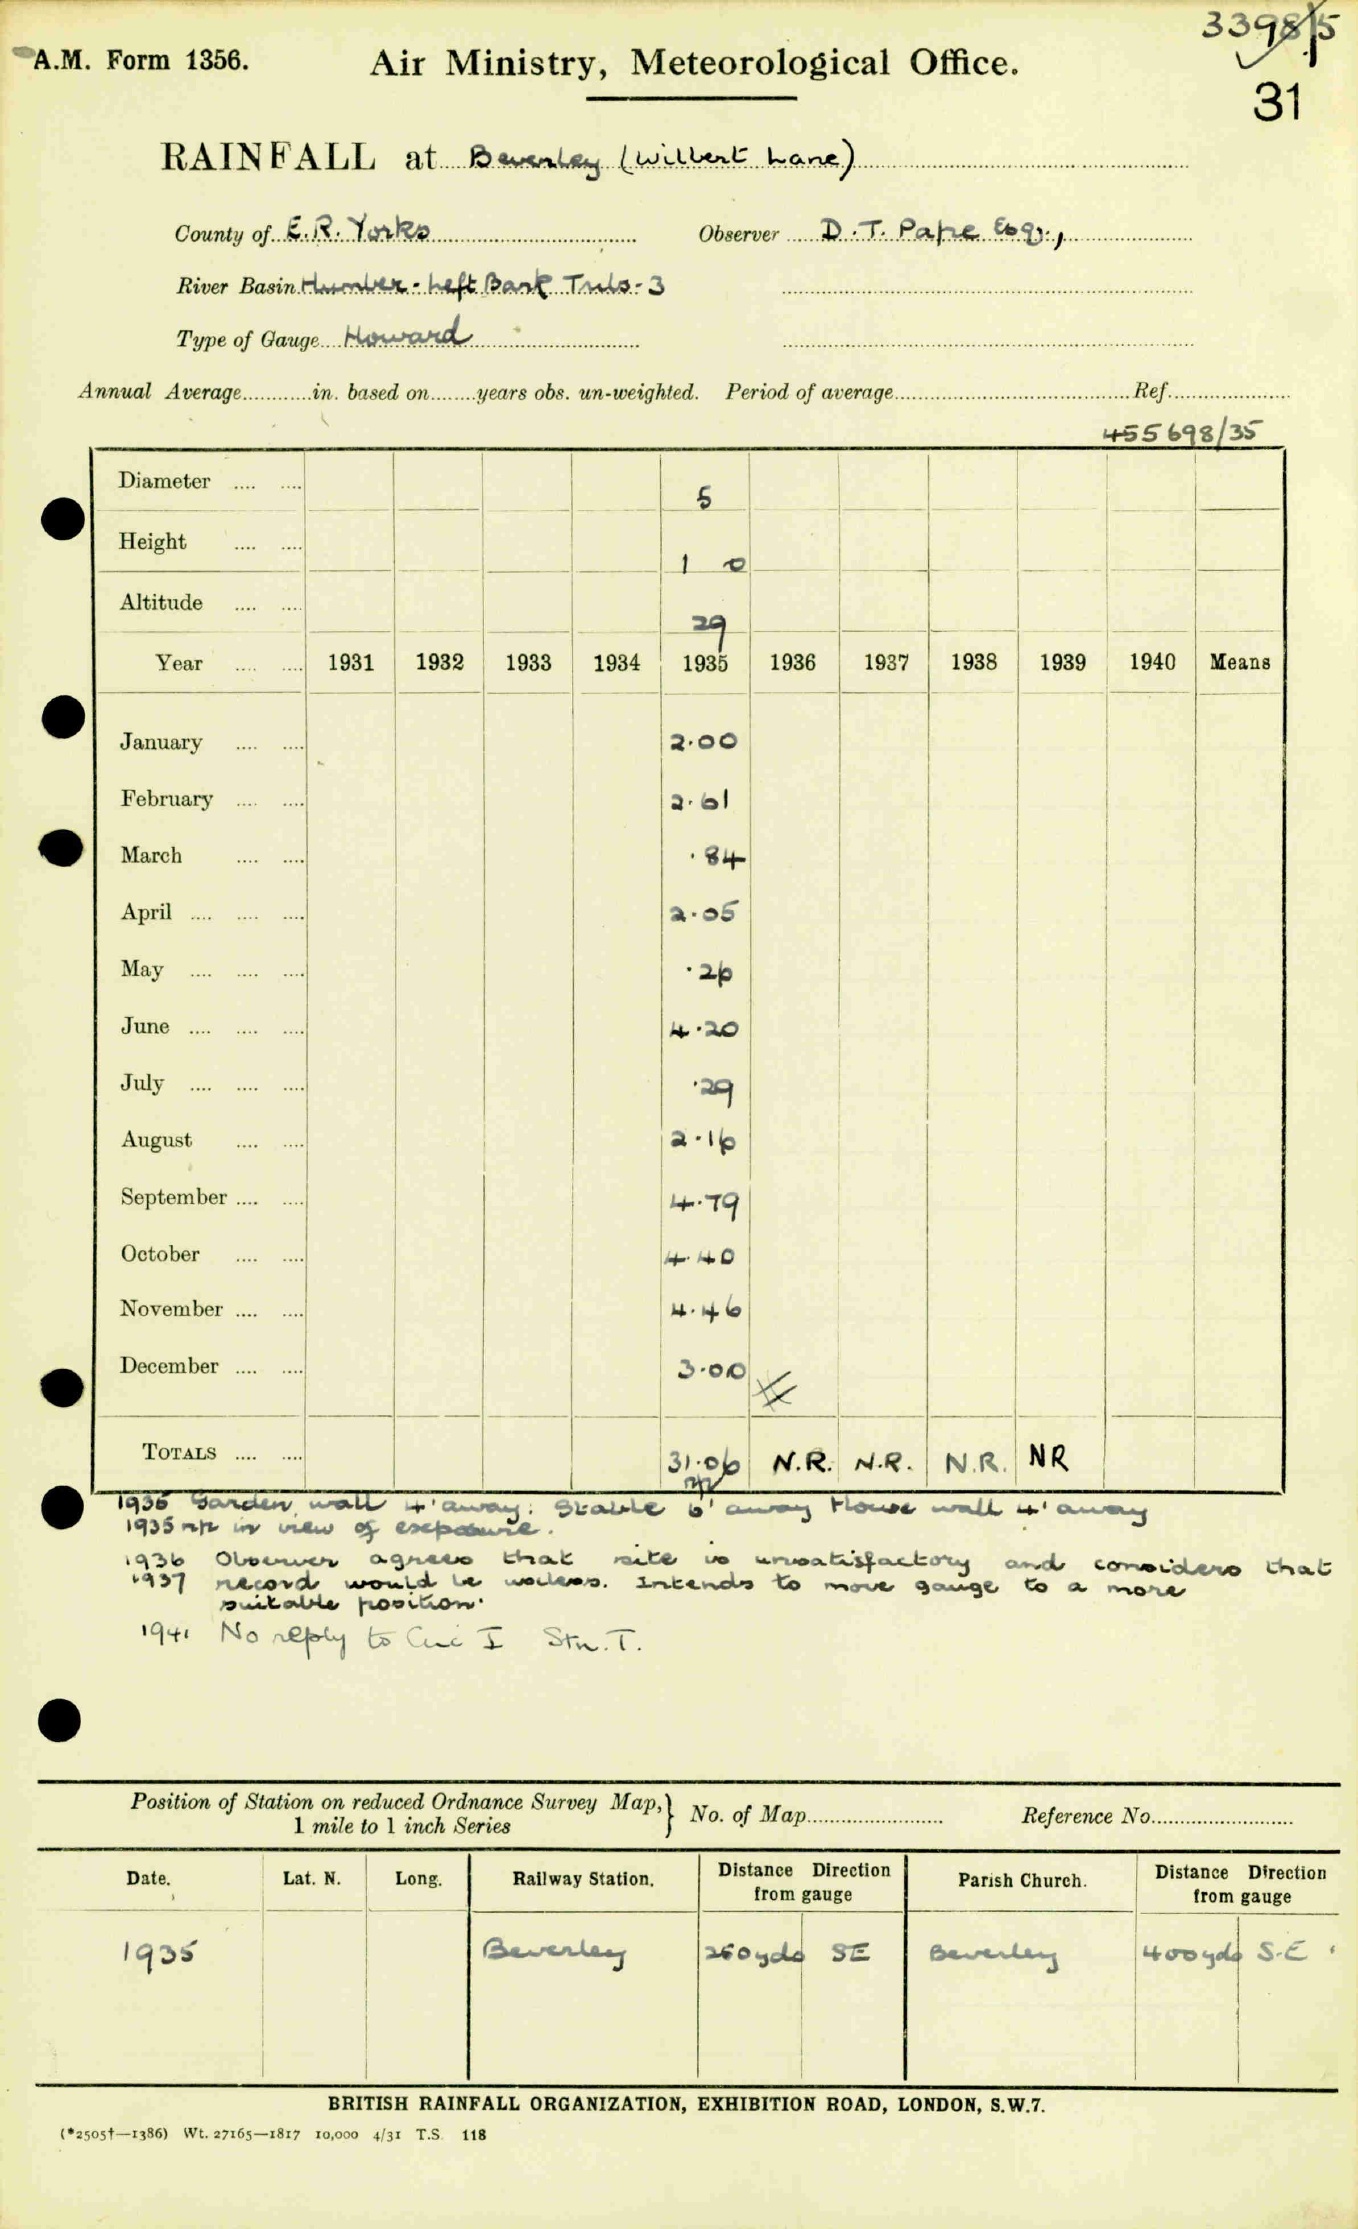 3398/5
A.M. Form 1356. Air Ministry, Meteorological Office.
31
RAINFALL at Beverley (Wilbert Lane)
County of E.R. Yorks Observer D. T. Pape Esq.,
River Basin Humber - Left Bank Tribs - 3
Type of Gauge Howard
Annual Average in. based on years obs. un-weighted. Period of average Ref.
455698/35
Diameter 5
Height 1 0
Altitude 29
Year 1931 1932 1933 1934 1935 1936 1937 1938 1939 1940 Means
January 2.00
February 2.61
March .84
April 2.05
May .26
June 4.20
July .29
August 2.16
September 4.79
October 4.40
November 4.46
December 3.00
TOTALS 31.06 N.R. N.R. N.R. NR
1935 Garden wall 4' away. Stable 6' away House wall 4' away
1935 in view of exposure.
1936 Observer agrees that site is unsatisfactory and considers that
1937 record would be useless. Intends to move gauge to a more
suitable position.
1941 No reply to Circ I Stn. T.
Position of Station on reduced Ordnance Survey Map, } No. of Map Reference No.
1 mile to 1 inch Series
Date. Lat. N. Long. Railway Station. Distance Direction from gauge Parish Church. Distance Direction from gauge
1935 Beverley 260 yds SE Beverley 400 yds S.E
BRITISH RAINFALL ORGANIZATION, EXHIBITION ROAD, LONDON, S.W.7.
(*2505†—1386) Wt. 27165—1817 10,000 4/31 T.S. 118